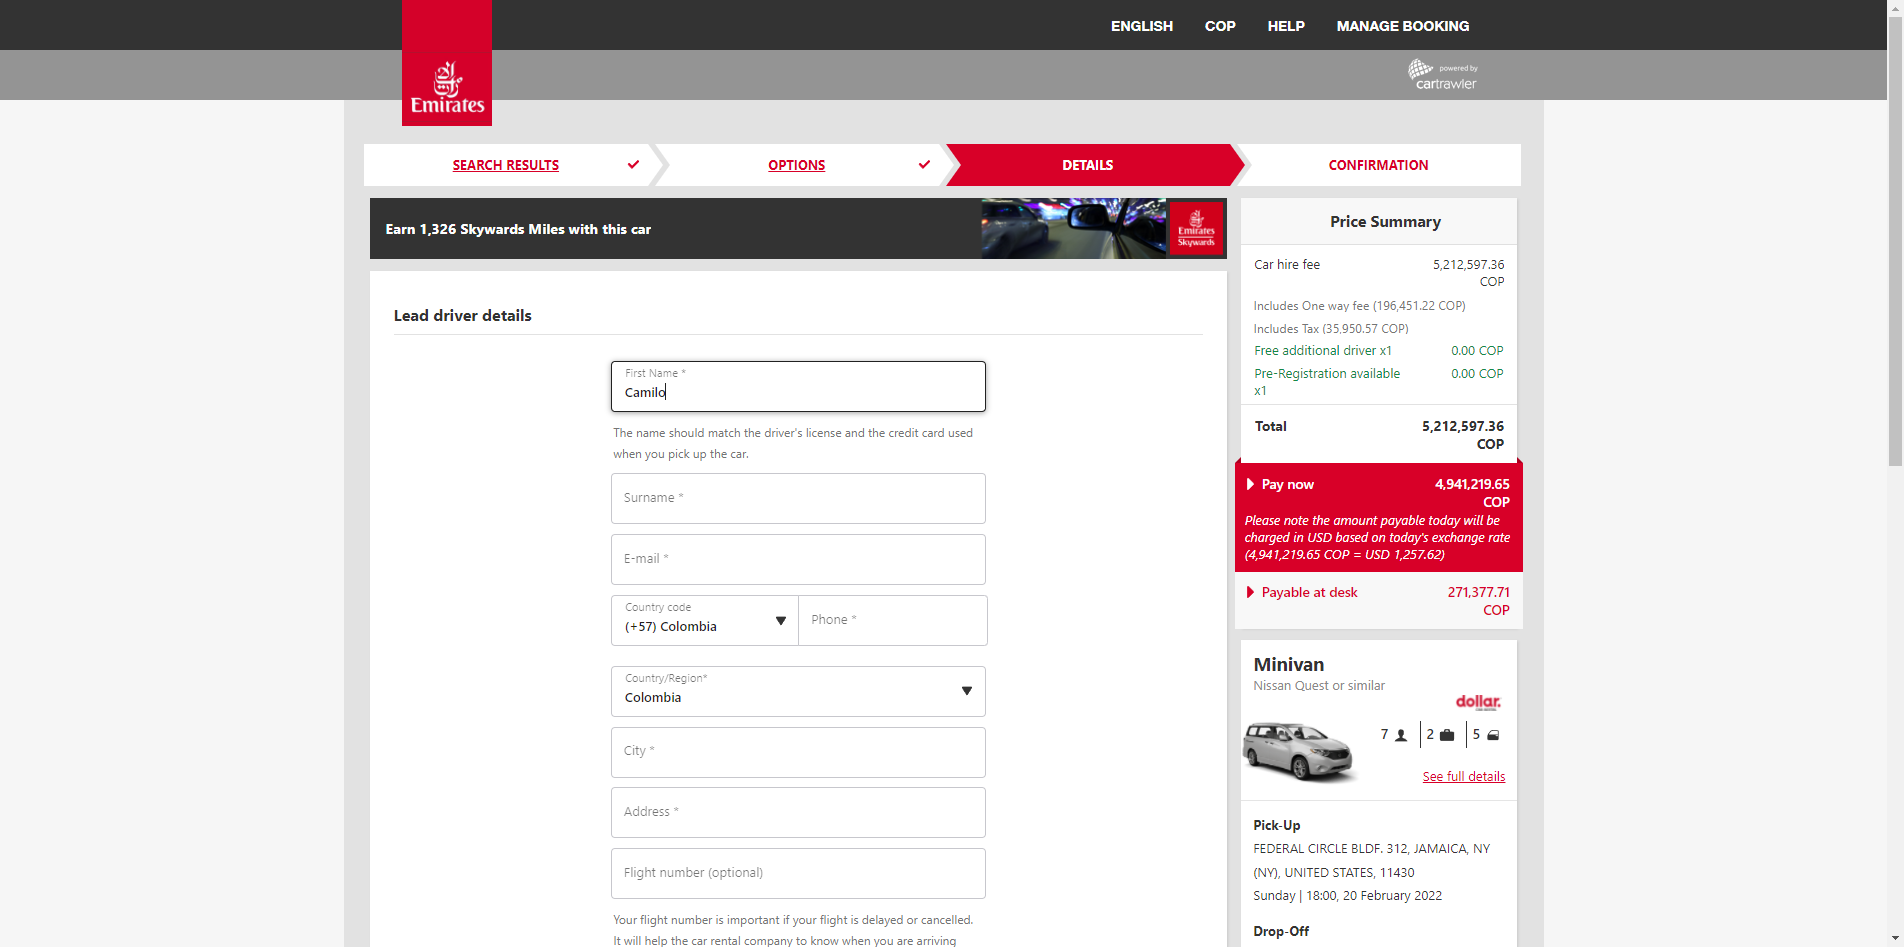 ENGLISH COP HELP MANAGE BOOKING
powered by
cartrawler
Emirates
SEARCH RESULTS
OPTIONS
DETAILS
CONFIRMATION
Earn 1,326 Skywards Miles with this car
Emirates
Skywards
Lead driver details
First Name *
Camilo
The name should match the driver's license and the credit card used
when you pick up the car.
Surname *
E-mail *
Country code
(+57) Colombia
Phone *
Country/Region*
Colombia
City *
Address *
Flight number (optional)
Your flight number is important if your flight is delayed or cancelled.
It will help the car rental company to know when you are arriving
Price Summary
Car hire fee 5,212,597.36
COP
Includes One way fee (196,451.22 COP)
Includes Tax (35,950.57 COP)
Free additional driver x1 0.00 COP
Pre-Registration available 0.00 COP
x1
Total 5,212,597.36
COP
Pay now 4,941,219.65
COP
Please note the amount payable today will be
charged in USD based on today's exchange rate
(4,941,219.65 COP = USD 1,257.62)
Payable at desk 271,377.71
COP
Minivan
Nissan Quest or similar
dollar.
7 2 5
See full details
Pick-Up
FEDERAL CIRCLE BLDF. 312, JAMAICA, NY
(NY), UNITED STATES, 11430
Sunday | 18:00, 20 February 2022
Drop-Off